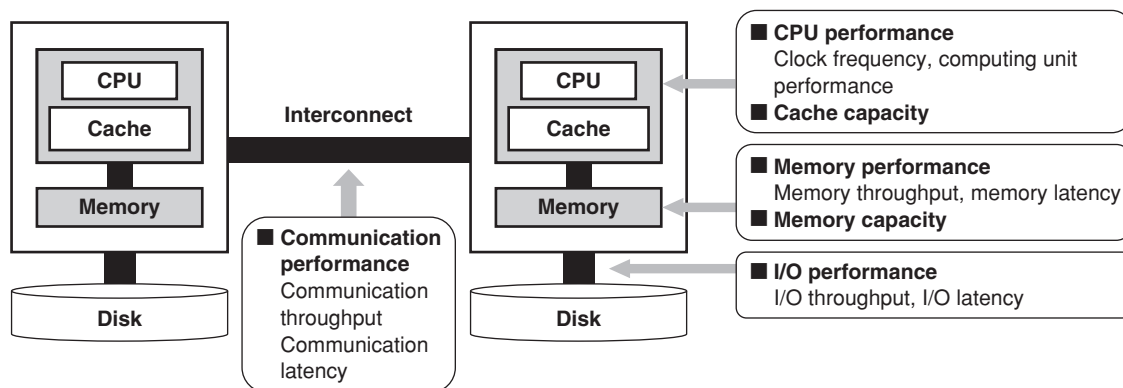 CPU
Cache
Memory
Disk
Interconnect
■ Communication
performance
Communication
throughput
Communication
latency
CPU
Cache
Memory
Disk
■ CPU performance
Clock frequency, computing unit
performance
■ Cache capacity
■ Memory performance
Memory throughput, memory latency
■ Memory capacity
■ I/O performance
I/O throughput, I/O latency